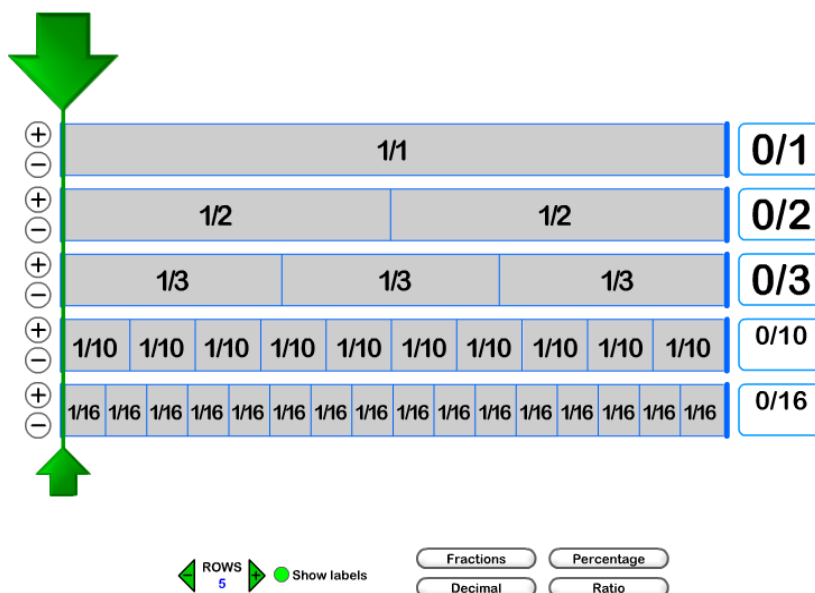 +
−
1/1
0/1
+
−
1/2 1/2
0/2
+
−
1/3 1/3 1/3
0/3
+
−
1/10 1/10 1/10 1/10 1/10 1/10 1/10 1/10 1/10 1/10
0/10
+
−
1/16 1/16 1/16 1/16 1/16 1/16 1/16 1/16 1/16 1/16 1/16 1/16 1/16 1/16 1/16 1/16
0/16
− ROWS +
5
Show labels
Fractions Percentage
Decimal Ratio